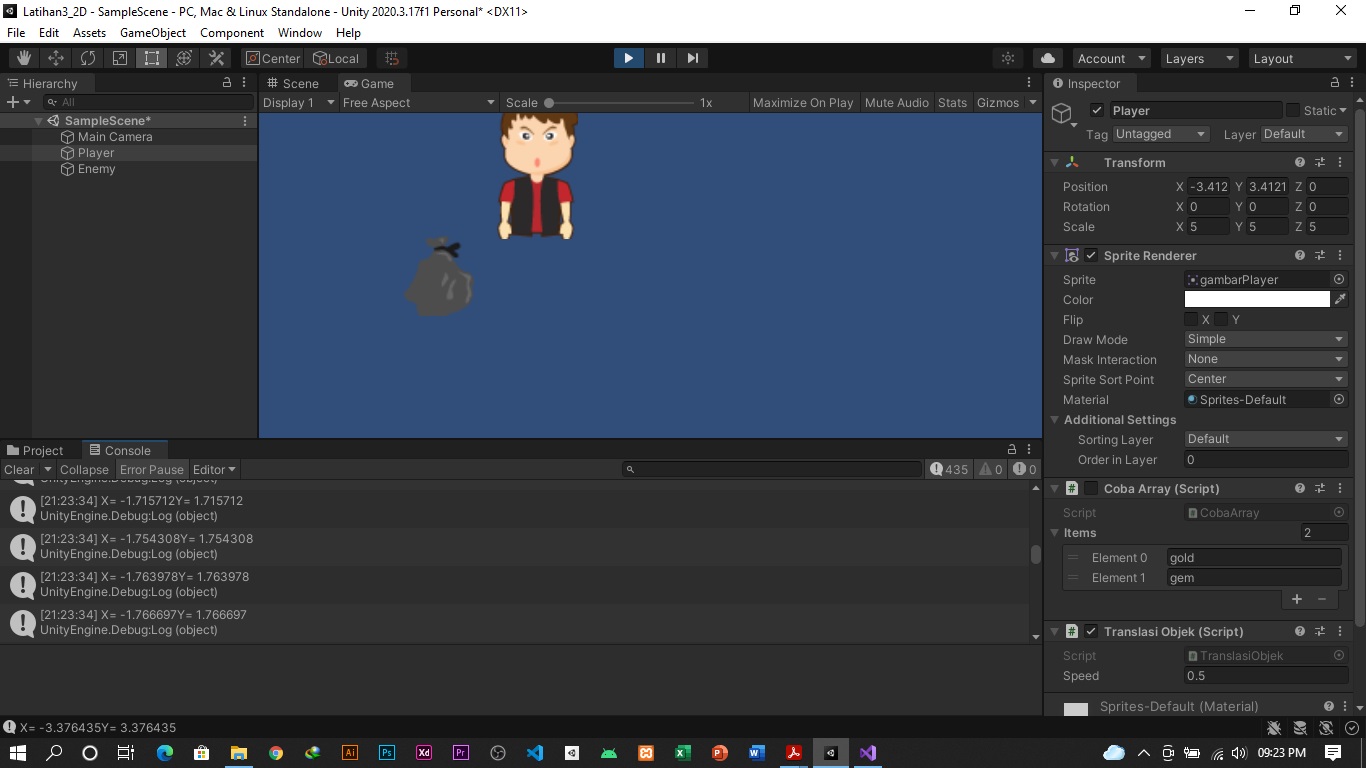 Latihan3_2D - SampleScene - PC, Mac & Linux Standalone - Unity 2020.3.17f1 Personal* <DX11>
File Edit Assets GameObject Component Window Help
Center Local Account Layers Layout
Hierarchy
All
SampleScene*
Main Camera
Player
Enemy
Scene Game
Display 1 Free Aspect Scale 1x Maximize On Play Mute Audio Stats Gizmos
Project Console
Clear Collapse Error Pause Editor 435 0 0
UnityEngine.Debug:Log (object)
[21:23:34] X= -1.715712Y= 1.715712
UnityEngine.Debug:Log (object)
[21:23:34] X= -1.754308Y= 1.754308
UnityEngine.Debug:Log (object)
[21:23:34] X= -1.763978Y= 1.763978
UnityEngine.Debug:Log (object)
[21:23:34] X= -1.766697Y= 1.766697
UnityEngine.Debug:Log (object)
X= -3.376435Y= 3.376435
Inspector
Player Static
Tag Untagged Layer Default
Transform
Position X -3.412 Y 3.4121 Z 0
Rotation X 0 Y 0 Z 0
Scale X 5 Y 5 Z 5
Sprite Renderer
Sprite gambarPlayer
Color
Flip X Y
Draw Mode Simple
Mask Interaction None
Sprite Sort Point Center
Material Sprites-Default
Additional Settings
Sorting Layer Default
Order in Layer 0
# Coba Array (Script)
Script CobaArray
Items 2
Element 0 gold
Element 1 gem
+ −
# Translasi Objek (Script)
Script TranslasiObjek
Speed 0.5
Sprites-Default (Material)
Ai Ps Xd Pr
09:23 PM